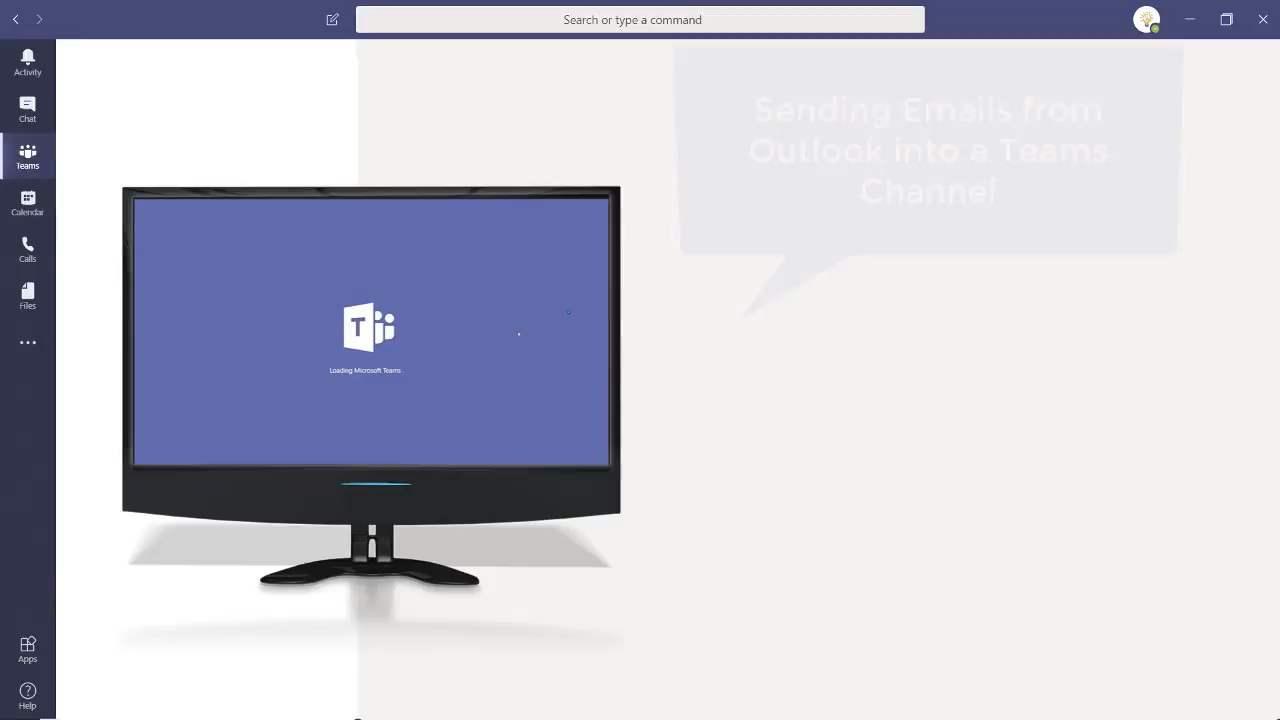 Search or type a command
Activity
Chat
Teams
Calendar
Calls
Files
Apps
Help
Sending Emails from
Outlook into a Teams
Channel
T
Loading Microsoft Teams